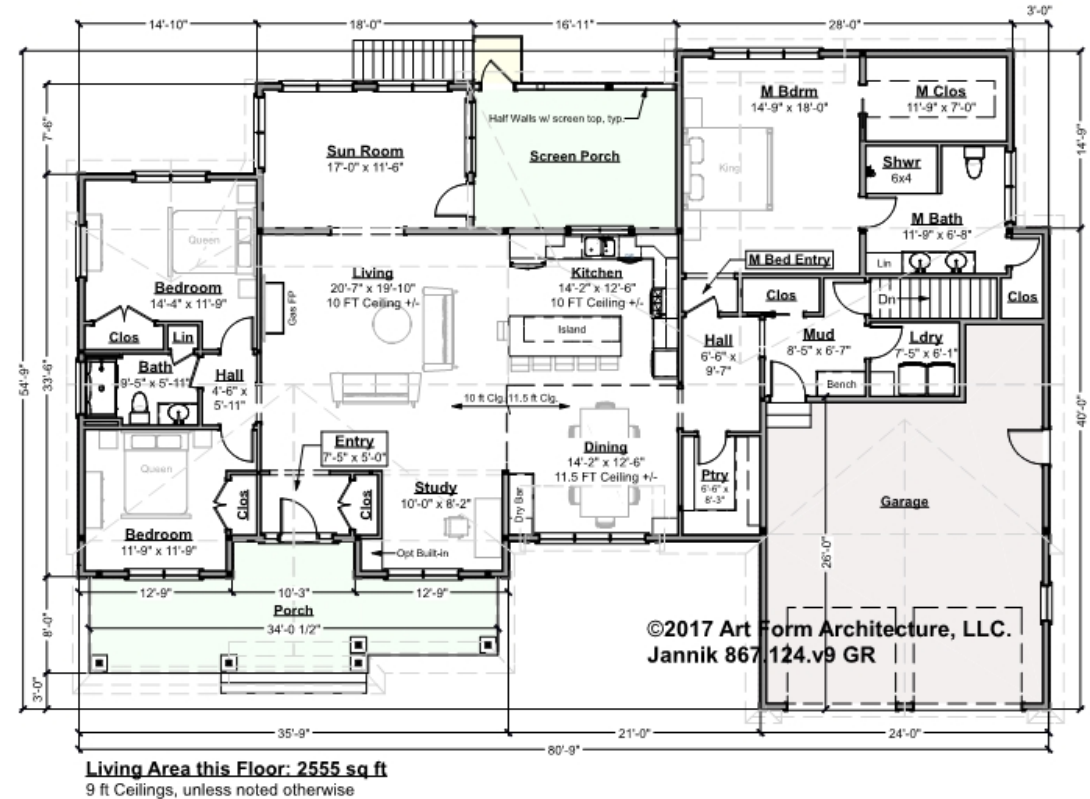 14'-10"
18'-0"
16'-11"
28'-0"
3'-0"
7'-6"
54'-9"
33'-6"
8'-0"
3'-0"
14'-9"
40'-0"
Half Walls w/ screen top, typ.
Sun Room
17'-0" x 11'-6"
Screen Porch
M Bdrm
14'-9" x 18'-0"
King
M Clos
11'-9" x 7'-0"
Shwr
6x4
M Bath
11'-9" x 6'-8"
Lin
Queen
Bedroom
14'-4" x 11'-9"
Clos
Lin
Bath
9'-5" x 5'-11"
Hall
4'-6" x
5'-11"
Gas FP
Living
20'-7" x 19'-10"
10 FT Ceiling +/-
Kitchen
14'-2" x 12'-6"
10 FT Ceiling +/-
Island
M Bed Entry
Clos
Dn
Clos
Hall
6'-6" x
9'-7"
Mud
8'-5" x 6'-7"
Ldry
7'-5" x 6'-1"
Bench
10 ft Clg.
11.5 ft Clg.
Entry
7'-5" x 5'-0"
Dining
14'-2" x 12'-6"
11.5 FT Ceiling +/-
Queen
Bedroom
11'-9" x 11'-9"
Clos
Clos
Study
10'-0" x 8'-2"
Opt Built-in
Dry Bar
Ptry
6'-6" x
8'-3"
Garage
26'-0"
12'-9"
10'-3"
12'-9"
Porch
34'-0 1/2"
©2017 Art Form Architecture, LLC.
Jannik 867.124.v9 GR
35'-9"
21'-0"
24'-0"
80'-9"
Living Area this Floor: 2555 sq ft
9 ft Ceilings, unless noted otherwise